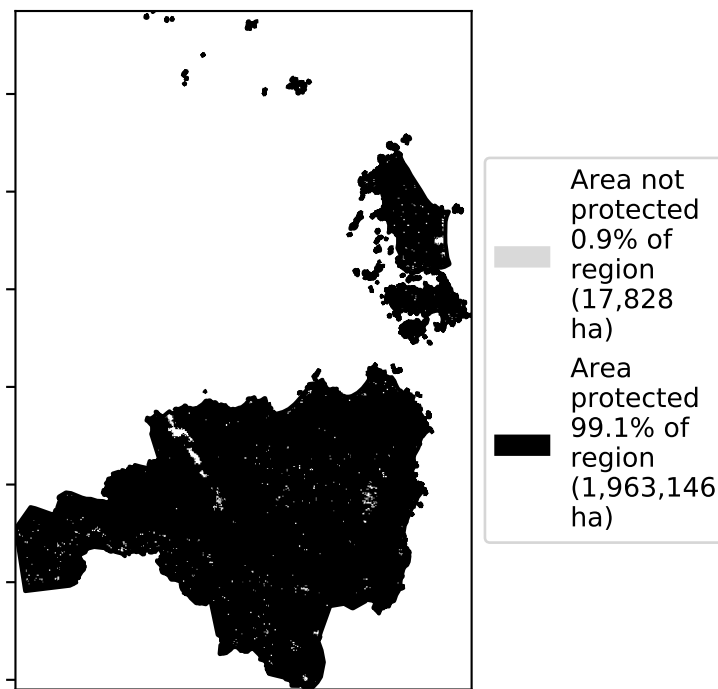 Area not
protected
0.9% of
region
(17,828
ha)
Area
protected
99.1% of
region
(1,963,146
ha)